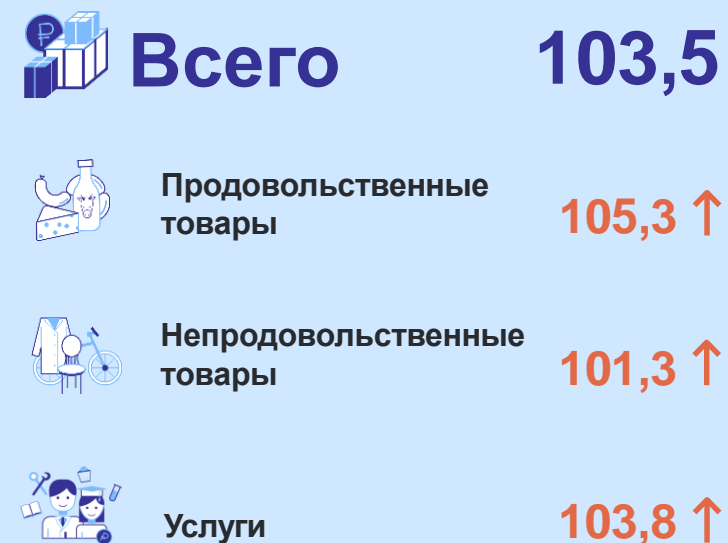 Всего 103,5
Продовольственные
товары 105,3 ↑
Непродовольственные
товары 101,3 ↑
Услуги 103,8 ↑